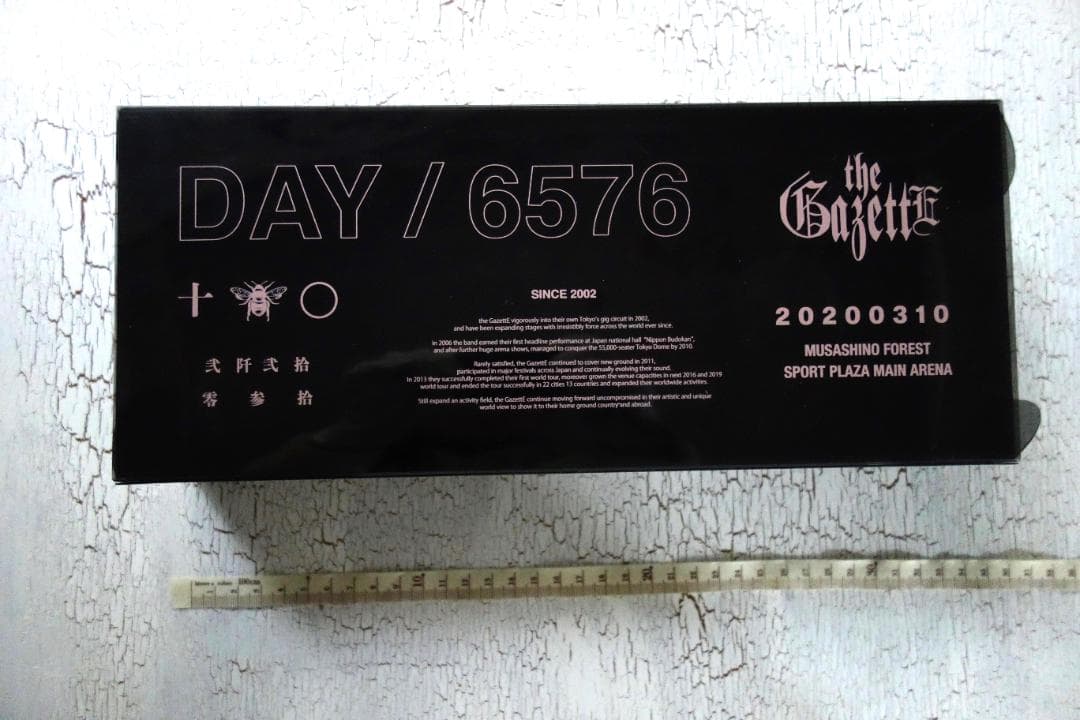 DAY / 6576
the GazettE
十 〇
弐 阡 弐 拾
零 参 拾
SINCE 2002
the GazettE vigorously into their own Tokyo's gig circuit in 2002,
and have been expanding stages with irresistibly force across the world ever since.
In 2006 the band earned their first headline performance at Japan national hall "Nippon Budokan",
and after further huge arena shows, managed to conquer the 55,000-seater Tokyo Dome by 2010.
Rarely satisfied, the GazettE continued to cover new ground in 2011,
participated in major festivals across Japan and continually evolving their sound.
In 2013 they successfully completed their first world tour, moreover grown the venue capacities in next 2016 and 2019
world tour and ended the tour successfully in 22 cities 13 countries and expanded their worldwide activities.
Still expand an activity field, the GazettE continue moving forward uncompromised in their artistic and unique
world view to show it to their home ground country and abroad.
20200310
MUSASHINO FOREST
SPORT PLAZA MAIN ARENA
10
20
30